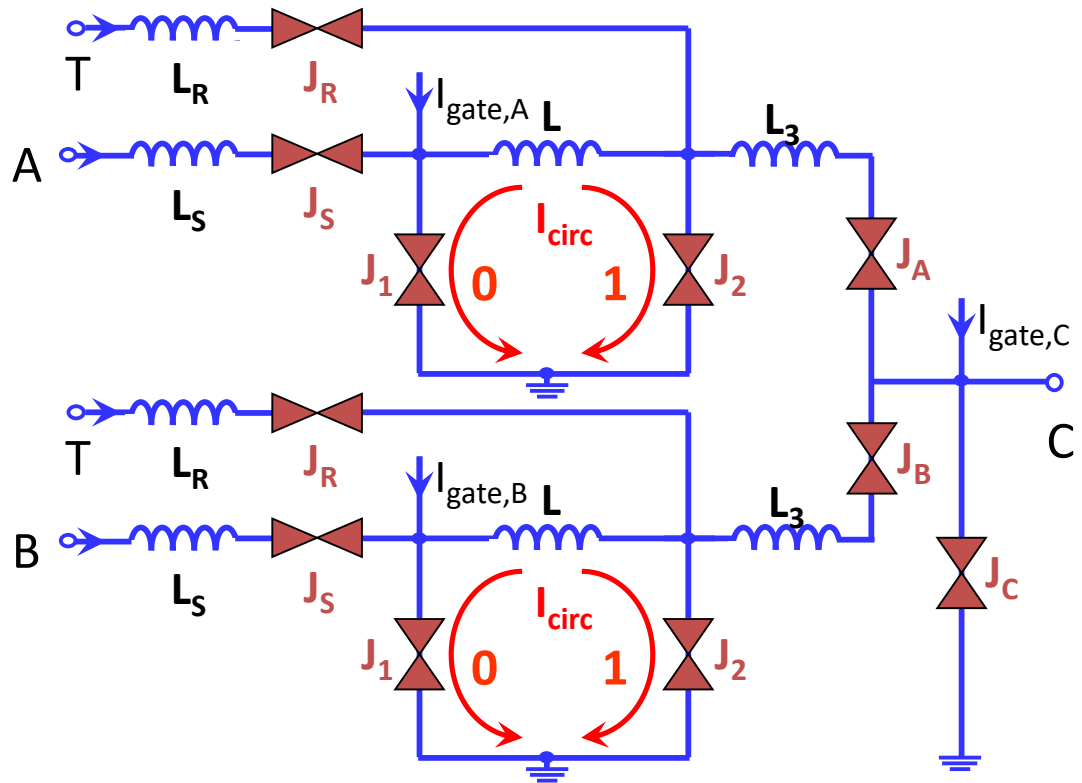 T
L_R
J_R
I_gate,A
L
L_3
A
L_S
J_S
I_circ
J_1
0
1
J_2
J_A
I_gate,C
C
T
L_R
J_R
I_gate,B
L
L_3
J_B
B
L_S
J_S
I_circ
J_1
0
1
J_2
J_C